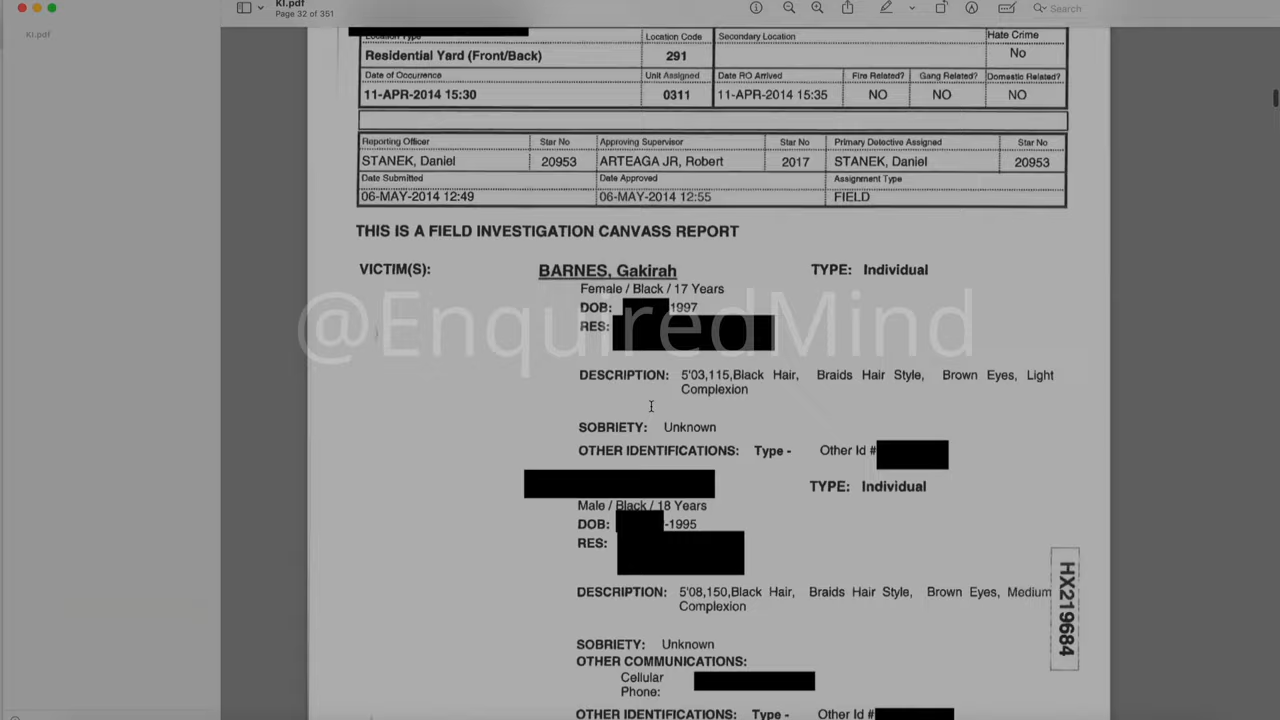 KI.pdf
Page 32 of 351
Search
KI.pdf
Location Type Location Code Secondary Location Hate Crime
Residential Yard (Front/Back) 291 No
Date of Occurrence Unit Assigned Date RO Arrived Fire Related? Gang Related? Domestic Related?
11-APR-2014 15:30 0311 11-APR-2014 15:35 NO NO NO
Reporting Officer Star No Approving Supervisor Star No Primary Detective Assigned Star No
STANEK, Daniel 20953 ARTEAGA JR, Robert 2017 STANEK, Daniel 20953
Date Submitted Date Approved Assignment Type
06-MAY-2014 12:49 06-MAY-2014 12:55 FIELD
THIS IS A FIELD INVESTIGATION CANVASS REPORT
VICTIM(S): BARNES, Gakirah TYPE: Individual
Female / Black / 17 Years
DOB: 1997
RES:
@EnquiredMind
DESCRIPTION: 5'03,115,Black Hair, Braids Hair Style, Brown Eyes, Light
Complexion
SOBRIETY: Unknown
OTHER IDENTIFICATIONS: Type - Other Id #
TYPE: Individual
Male / Black / 18 Years
DOB: -1995
RES:
DESCRIPTION: 5'08,150,Black Hair, Braids Hair Style, Brown Eyes, Medium
Complexion
HX219684
SOBRIETY: Unknown
OTHER COMMUNICATIONS:
Cellular
Phone:
OTHER IDENTIFICATIONS: Type - Other Id #